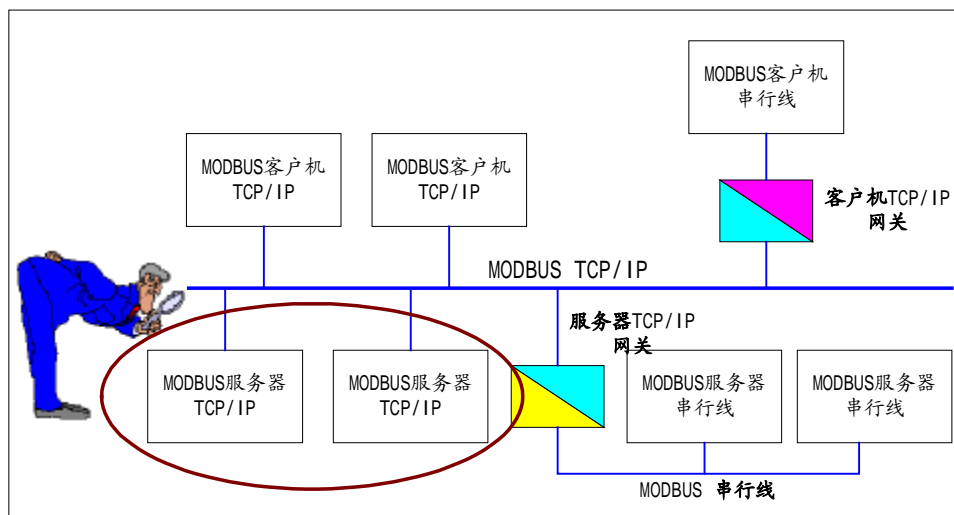 MODBUS客户机
串行线
MODBUS客户机
TCP/IP
MODBUS客户机
TCP/IP
客户机TCP/IP
网关
MODBUS TCP/IP
服务器TCP/IP
网关
MODBUS服务器
TCP/IP
MODBUS服务器
TCP/IP
MODBUS服务器
串行线
MODBUS服务器
串行线
MODBUS 串行线